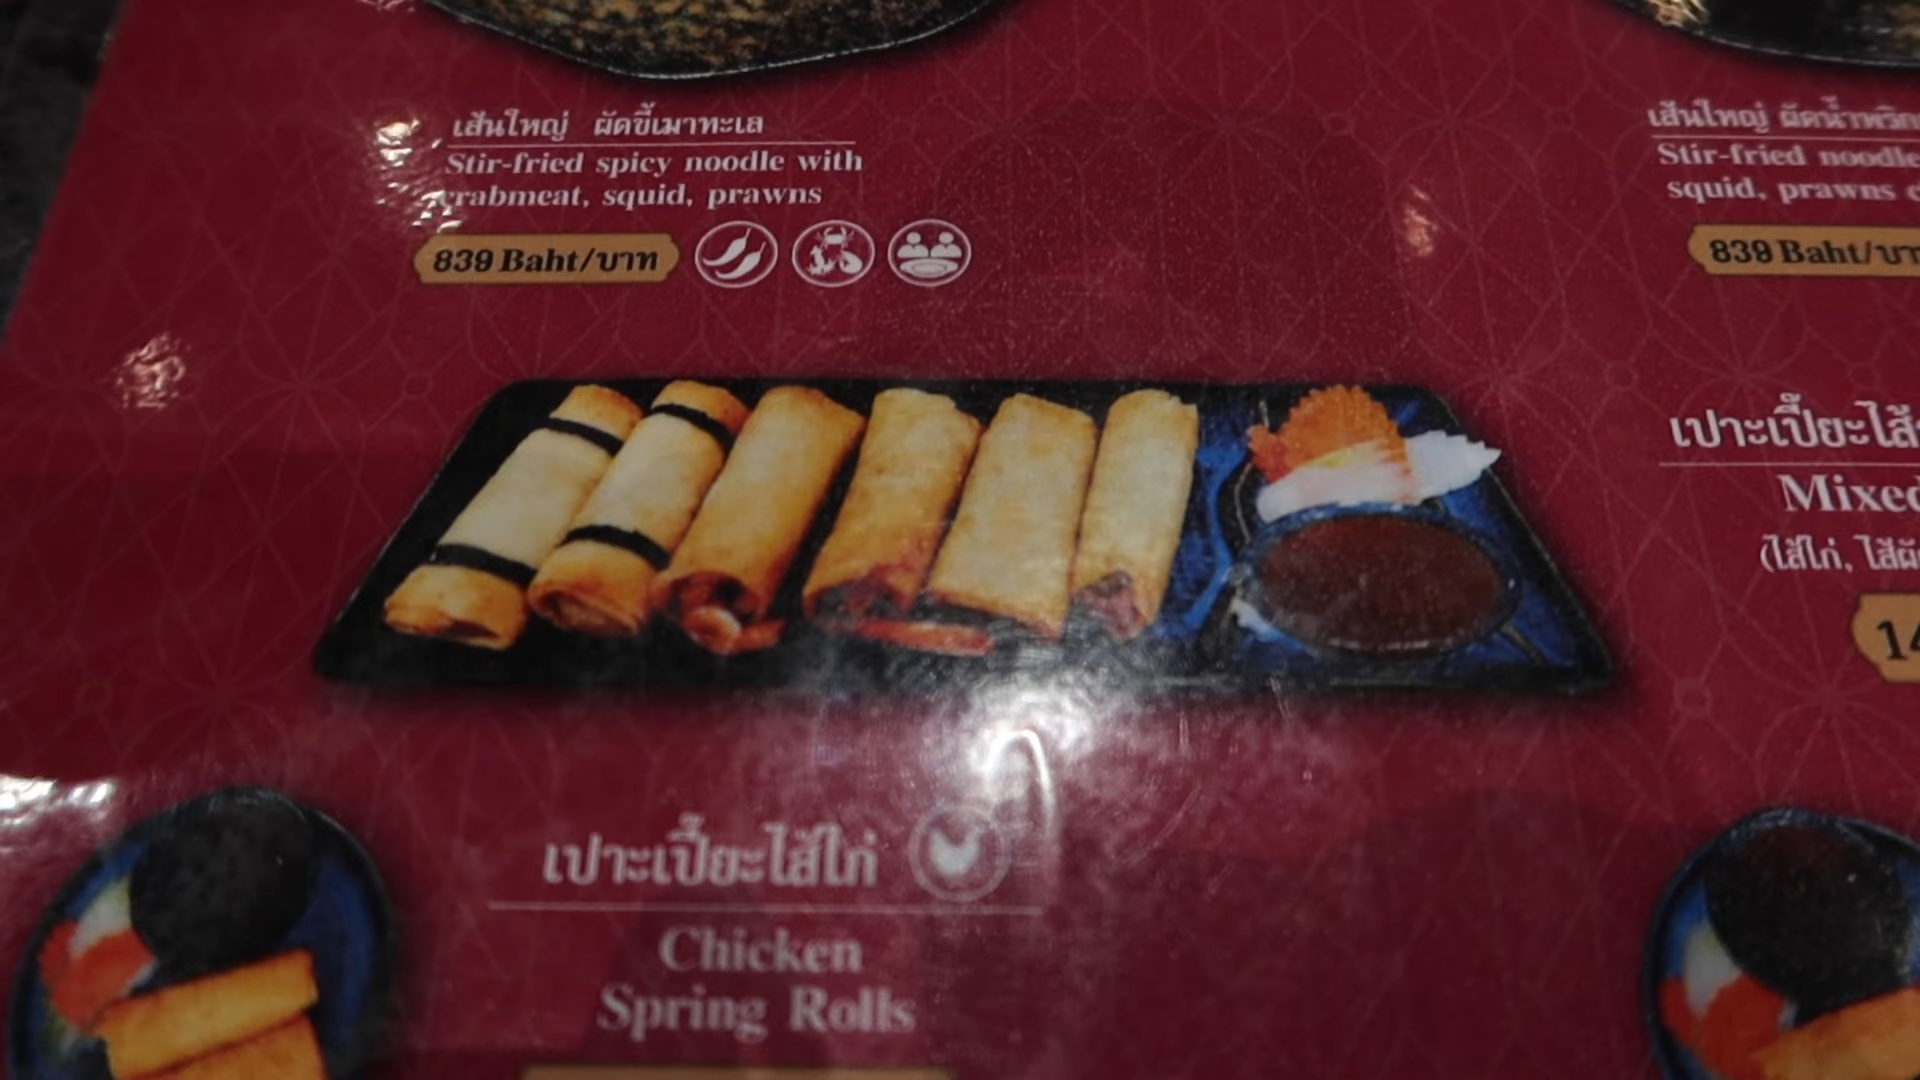 เส้นใหญ่ ผัดขี้เมาทะเล
Stir-fried spicy noodle with
crabmeat, squid, prawns
839 Baht/บาท
เส้นใหญ่ ผัดน้ำพริก
Stir-fried noodle
squid, prawns
839 Baht/บาท
เปาะเปี๊ยะไส้
Mixed
(ไส้ไก่, ไส้ผั
14
เปาะเปี๊ยะไส้ไก่
Chicken
Spring Rolls